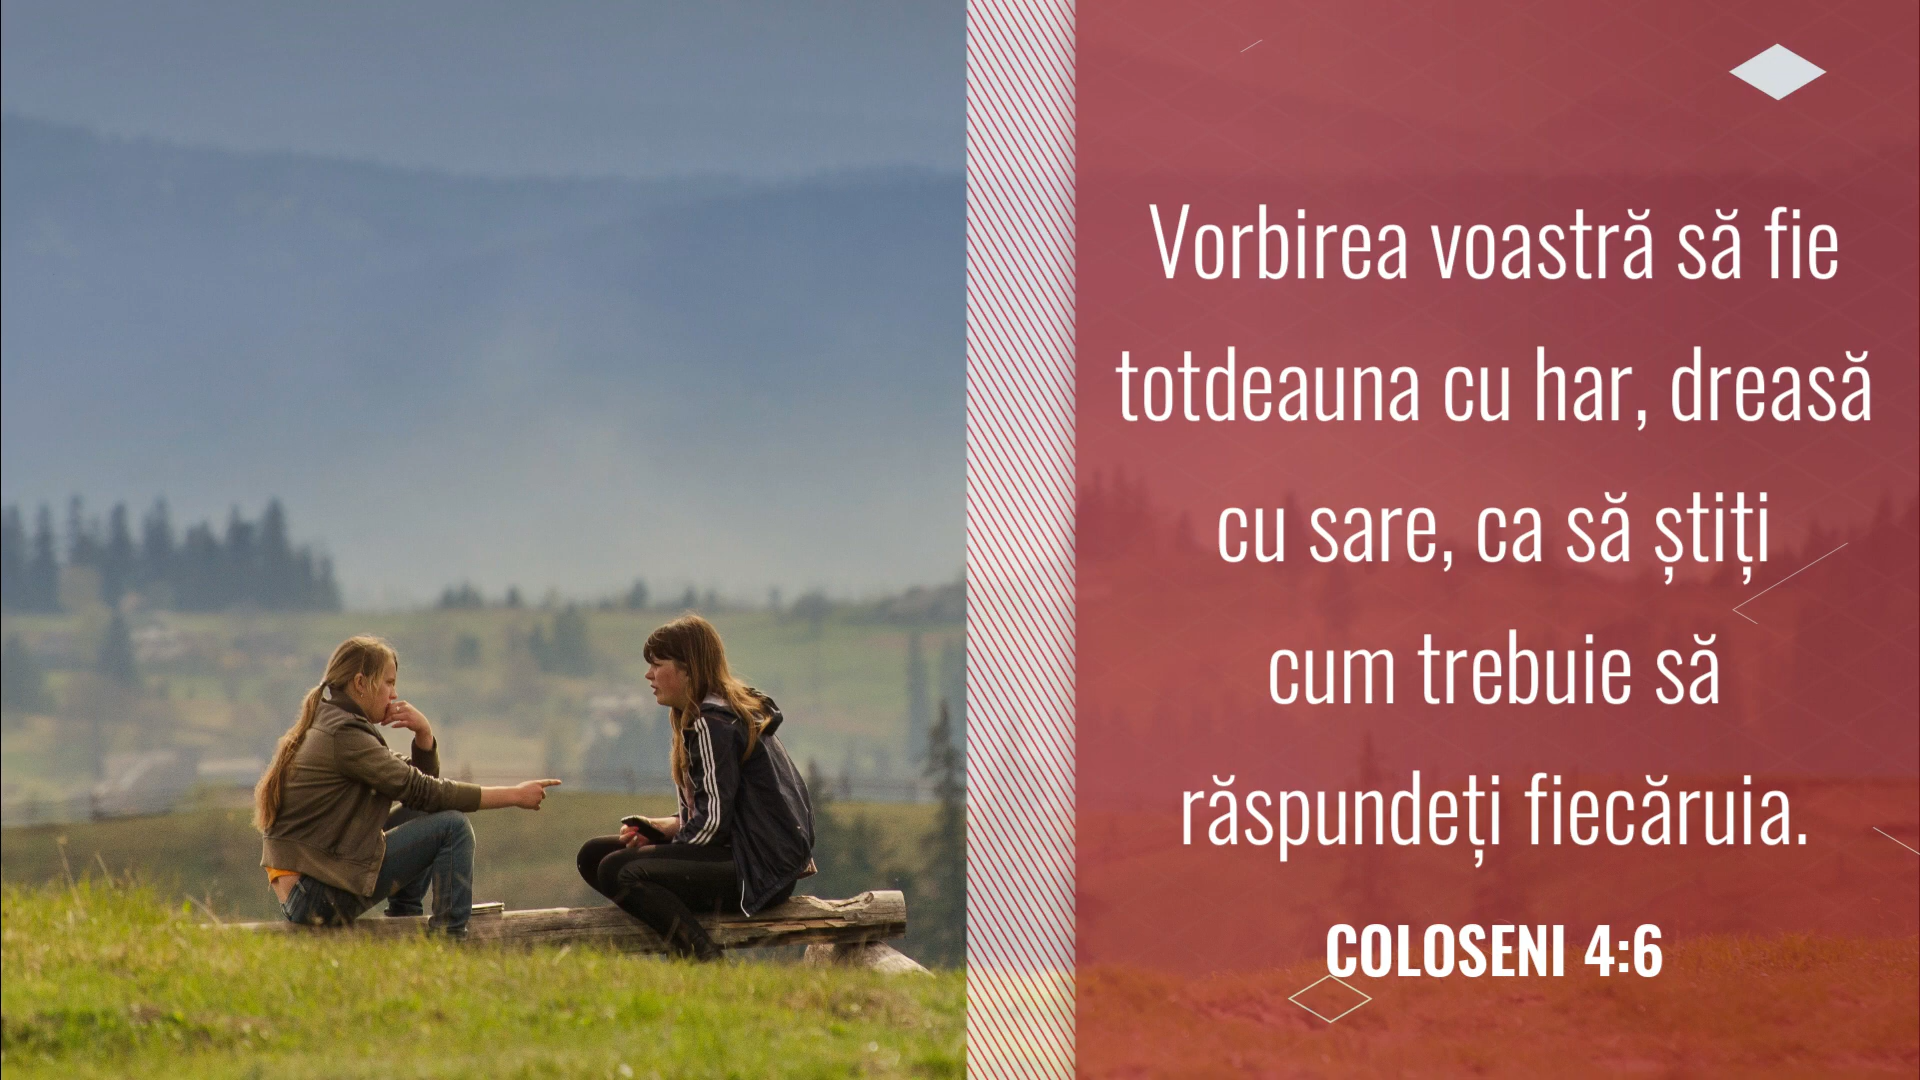 Vorbirea voastră să fie
totdeauna cu har, dreasă
cu sare, ca să știți
cum trebuie să
răspundeți fiecăruia.
COLOSENI 4:6